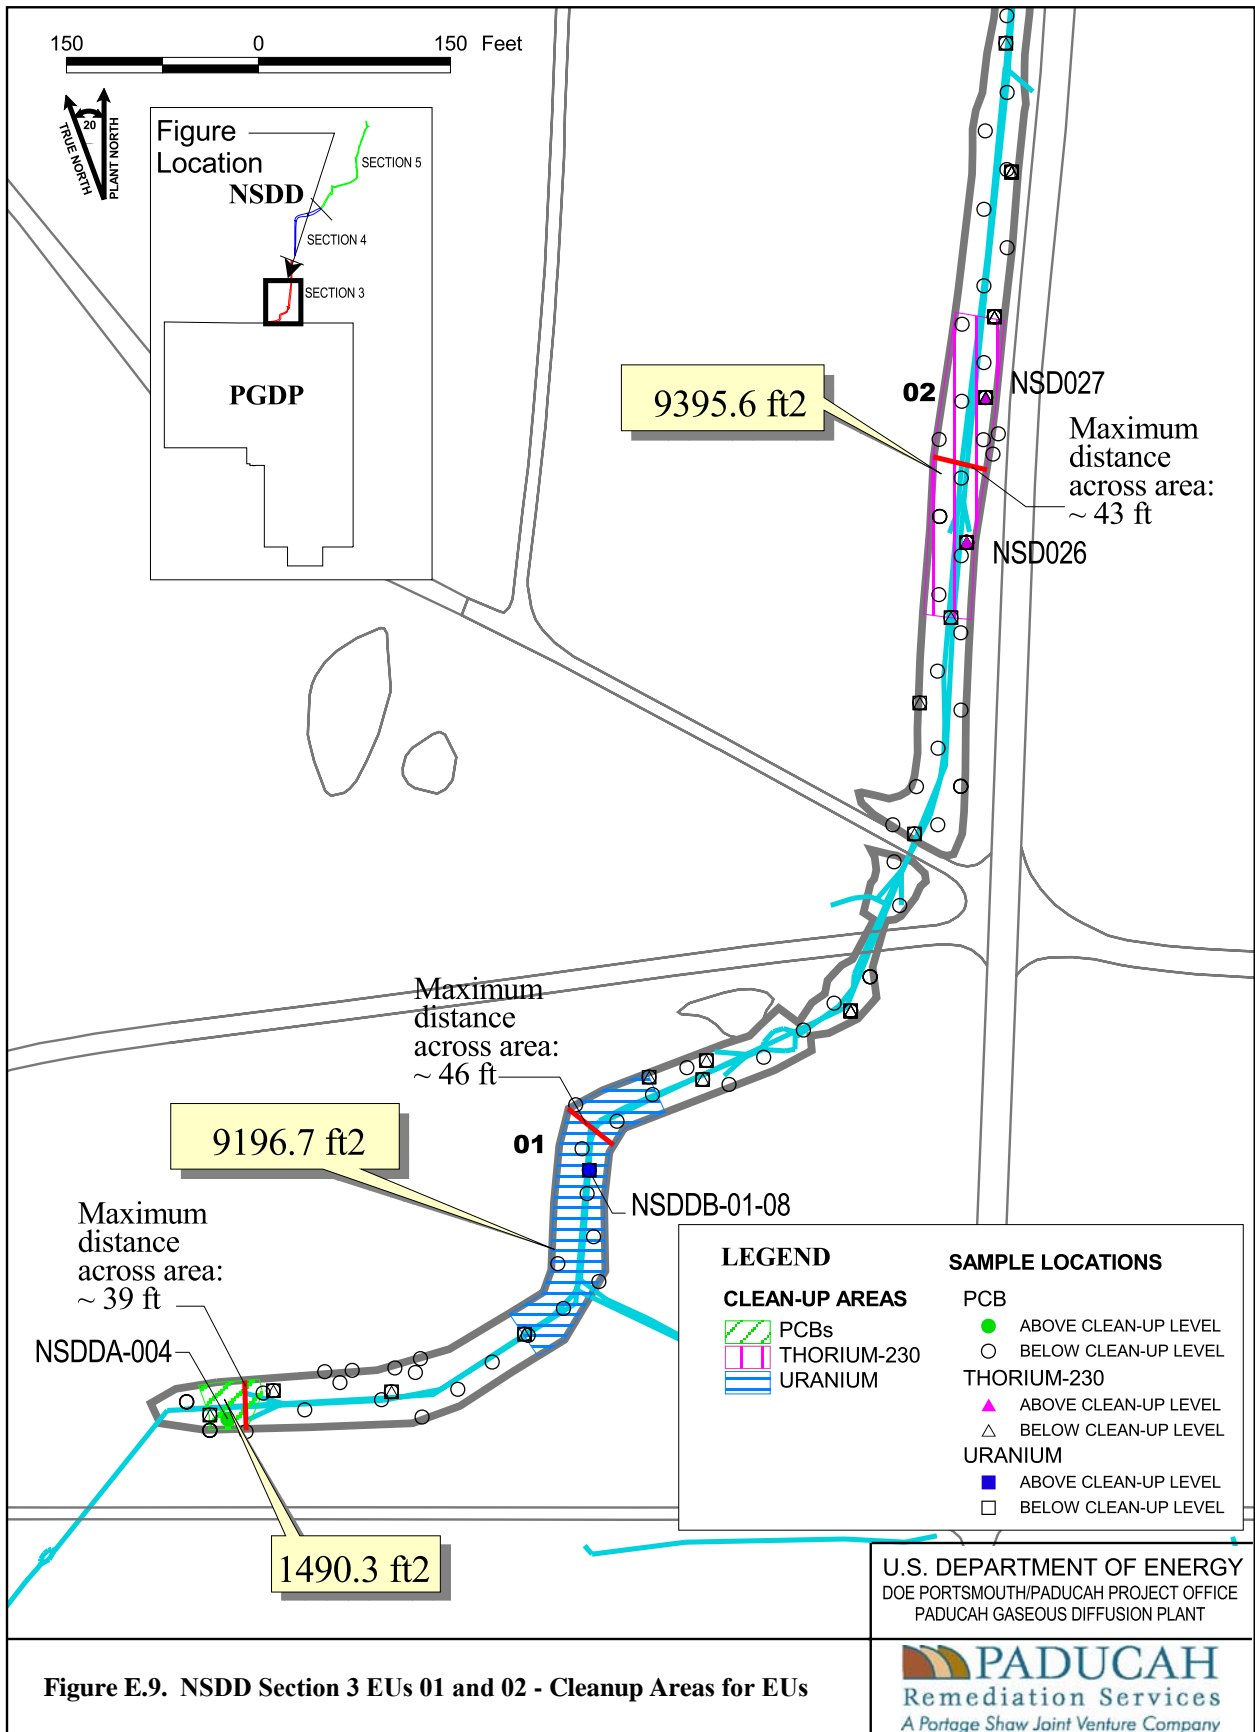 150 0 150 Feet
TRUE NORTH
20
PLANT NORTH
Figure
Location
NSDD
SECTION 5
SECTION 4
SECTION 3
PGDP
9395.6 ft2
02
NSD027
Maximum
distance
across area:
~ 43 ft
NSD026
Maximum
distance
across area:
~ 46 ft
9196.7 ft2
01
NSDDB-01-08
Maximum
distance
across area:
~ 39 ft
NSDDA-004
1490.3 ft2
LEGEND
CLEAN-UP AREAS
PCBs
THORIUM-230
URANIUM
SAMPLE LOCATIONS
PCB
ABOVE CLEAN-UP LEVEL
BELOW CLEAN-UP LEVEL
THORIUM-230
ABOVE CLEAN-UP LEVEL
BELOW CLEAN-UP LEVEL
URANIUM
ABOVE CLEAN-UP LEVEL
BELOW CLEAN-UP LEVEL
U.S. DEPARTMENT OF ENERGY
DOE PORTSMOUTH/PADUCAH PROJECT OFFICE
PADUCAH GASEOUS DIFFUSION PLANT
Figure E.9. NSDD Section 3 EUs 01 and 02 - Cleanup Areas for EUs
PADUCAH
Remediation Services
A Portage Shaw Joint Venture Company